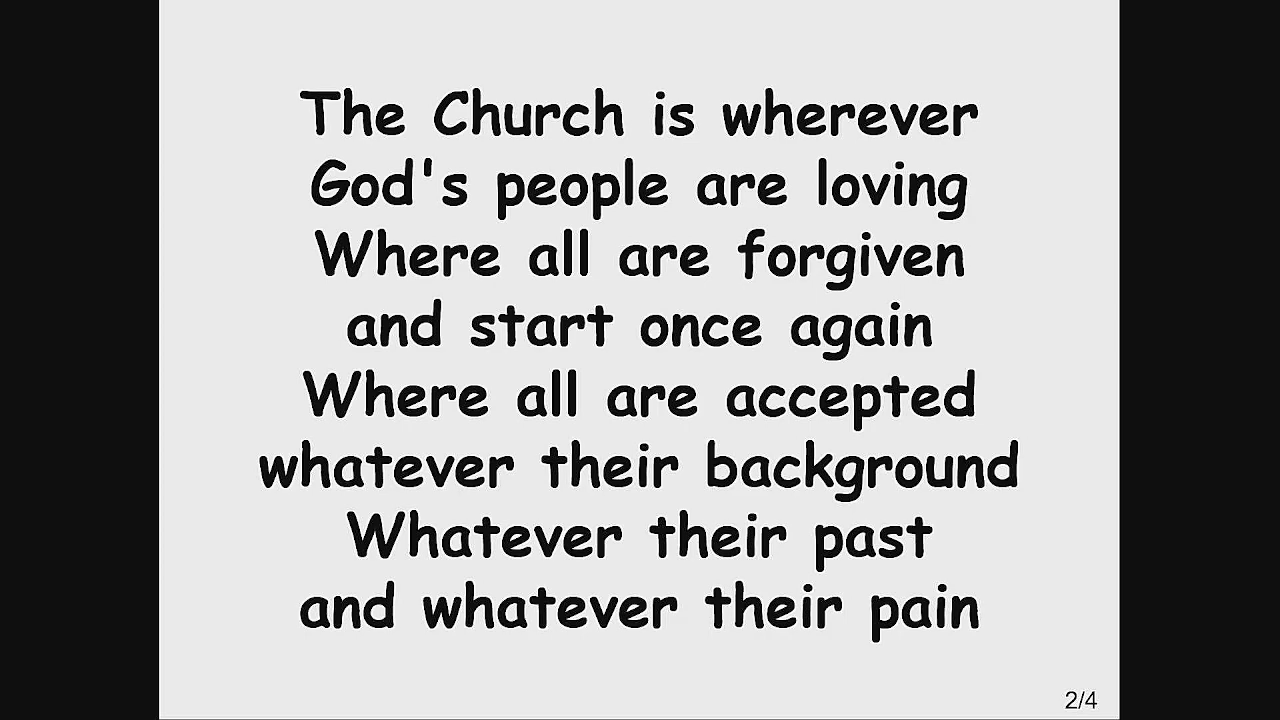 The Church is wherever
God's people are loving
Where all are forgiven
and start once again
Where all are accepted
whatever their background
Whatever their past
and whatever their pain
2/4